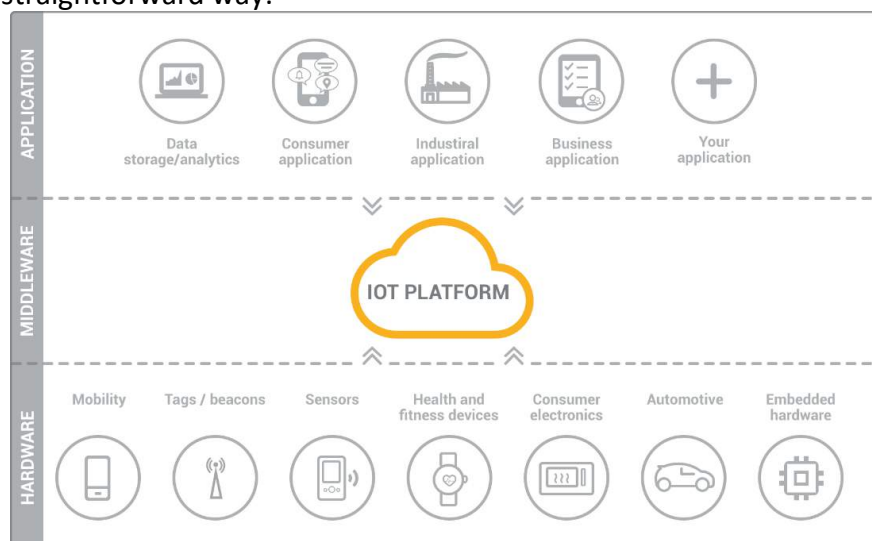 straightforward way.
APPLICATION
Data
storage/analytics
Consumer
application
Industiral
application
Business
application
Your
application
MIDDLEWARE
IOT PLATFORM
HARDWARE
Mobility
Tags / beacons
Sensors
Health and
fitness devices
Consumer
electronics
Automotive
Embedded
hardware